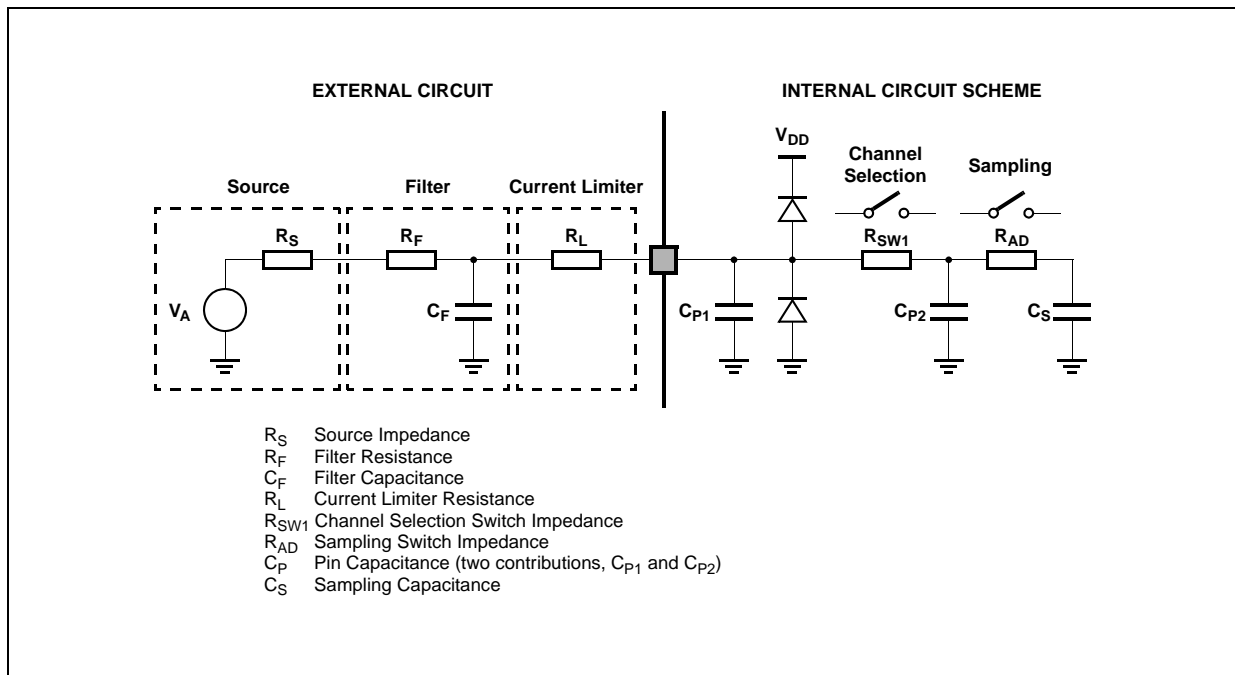 EXTERNAL CIRCUIT
INTERNAL CIRCUIT SCHEME
VDD
Channel
Selection
Sampling
Source
Filter
Current Limiter
RS
RF
RL
RSW1
RAD
VA
CF
CP1
CP2
CS
RS Source Impedance
RF Filter Resistance
CF Filter Capacitance
RL Current Limiter Resistance
RSW1 Channel Selection Switch Impedance
RAD Sampling Switch Impedance
CP Pin Capacitance (two contributions, CP1 and CP2)
CS Sampling Capacitance